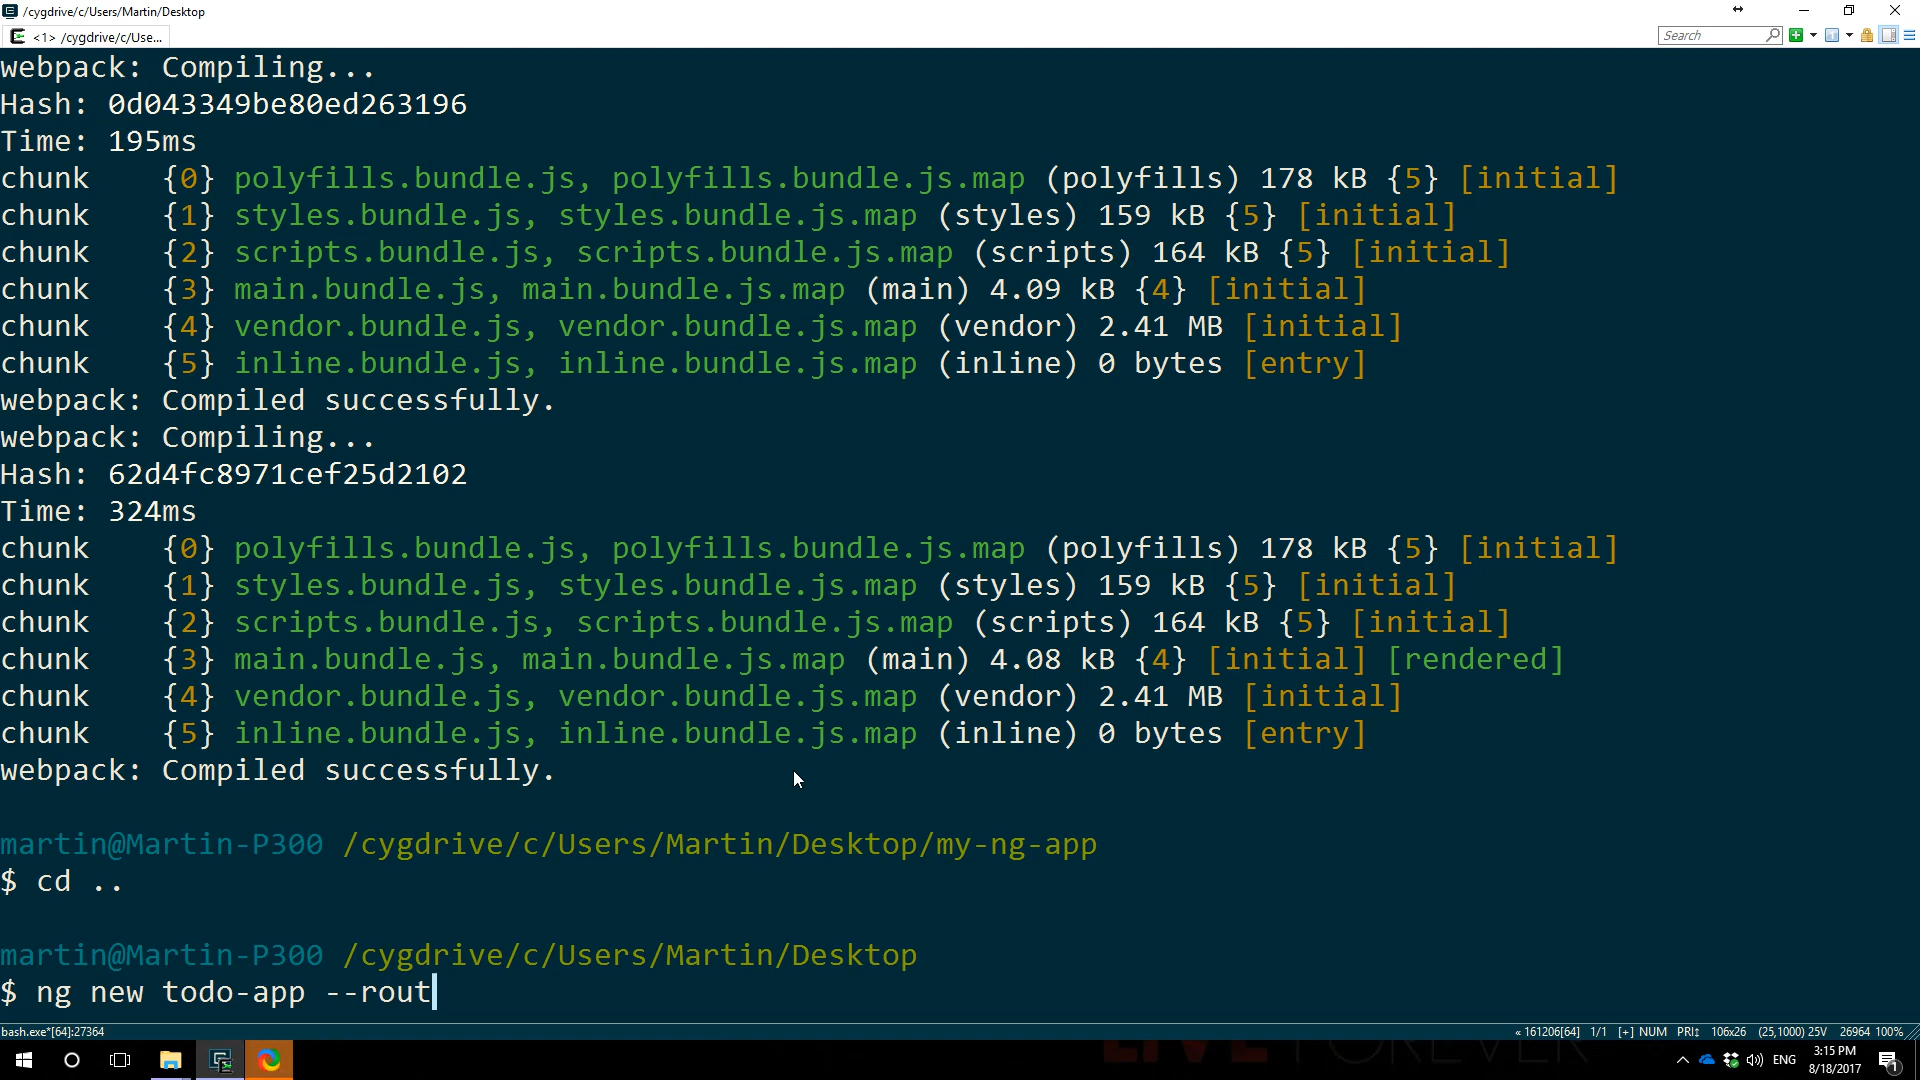 /cygdrive/c/Users/Martin/Desktop
<1> /cygdrive/c/Use...
Search
webpack: Compiling...
Hash: 0d043349be80ed263196
Time: 195ms
chunk    {0} polyfills.bundle.js, polyfills.bundle.js.map (polyfills) 178 kB {5} [initial]
chunk    {1} styles.bundle.js, styles.bundle.js.map (styles) 159 kB {5} [initial]
chunk    {2} scripts.bundle.js, scripts.bundle.js.map (scripts) 164 kB {5} [initial]
chunk    {3} main.bundle.js, main.bundle.js.map (main) 4.09 kB {4} [initial]
chunk    {4} vendor.bundle.js, vendor.bundle.js.map (vendor) 2.41 MB [initial]
chunk    {5} inline.bundle.js, inline.bundle.js.map (inline) 0 bytes [entry]
webpack: Compiled successfully.
webpack: Compiling...
Hash: 62d4fc8971cef25d2102
Time: 324ms
chunk    {0} polyfills.bundle.js, polyfills.bundle.js.map (polyfills) 178 kB {5} [initial]
chunk    {1} styles.bundle.js, styles.bundle.js.map (styles) 159 kB {5} [initial]
chunk    {2} scripts.bundle.js, scripts.bundle.js.map (scripts) 164 kB {5} [initial]
chunk    {3} main.bundle.js, main.bundle.js.map (main) 4.08 kB {4} [initial] [rendered]
chunk    {4} vendor.bundle.js, vendor.bundle.js.map (vendor) 2.41 MB [initial]
chunk    {5} inline.bundle.js, inline.bundle.js.map (inline) 0 bytes [entry]
webpack: Compiled successfully.
martin@Martin-P300 /cygdrive/c/Users/Martin/Desktop/my-ng-app
$ cd ..
martin@Martin-P300 /cygdrive/c/Users/Martin/Desktop
$ ng new todo-app --rout
bash.exe*[64]:27364
« 161206[64] 1/1 [+] NUM PRI↕ 106x26 (25,1000) 25V 26964 100%
ENG
3:15 PM
8/18/2017
1